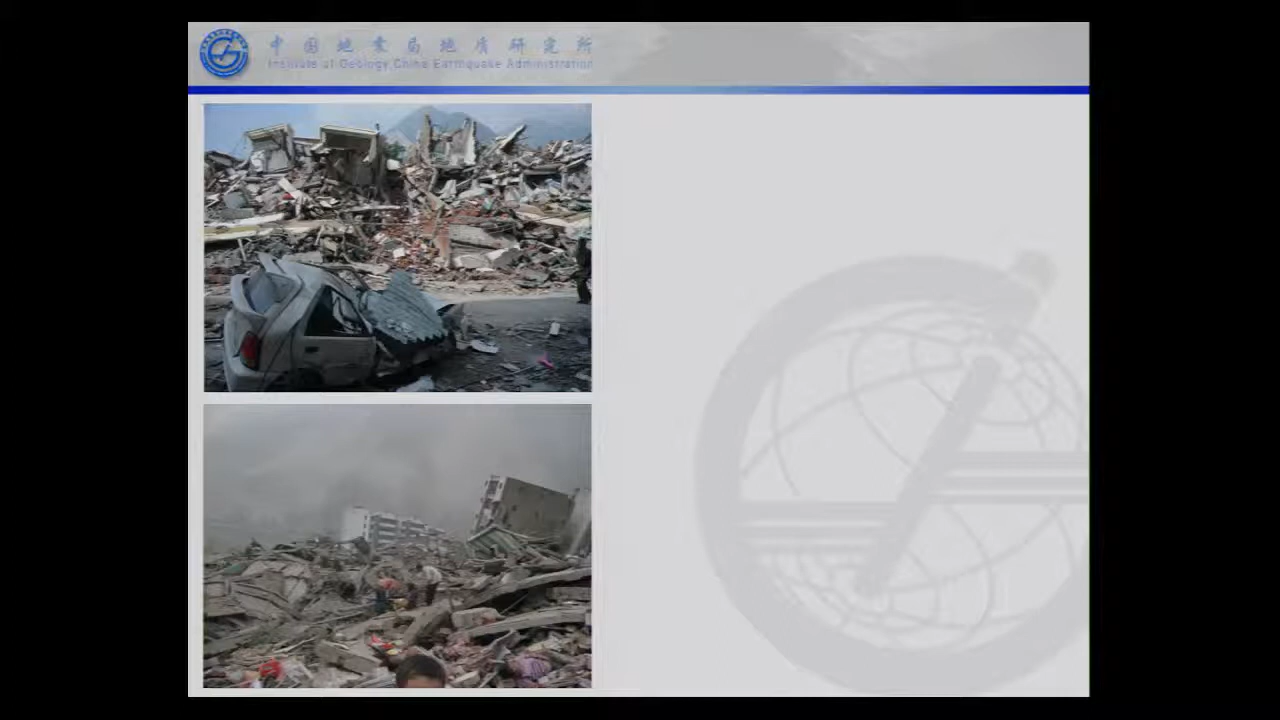 中国地震局地质研究所
Institute of Geology China Earthquake Administration